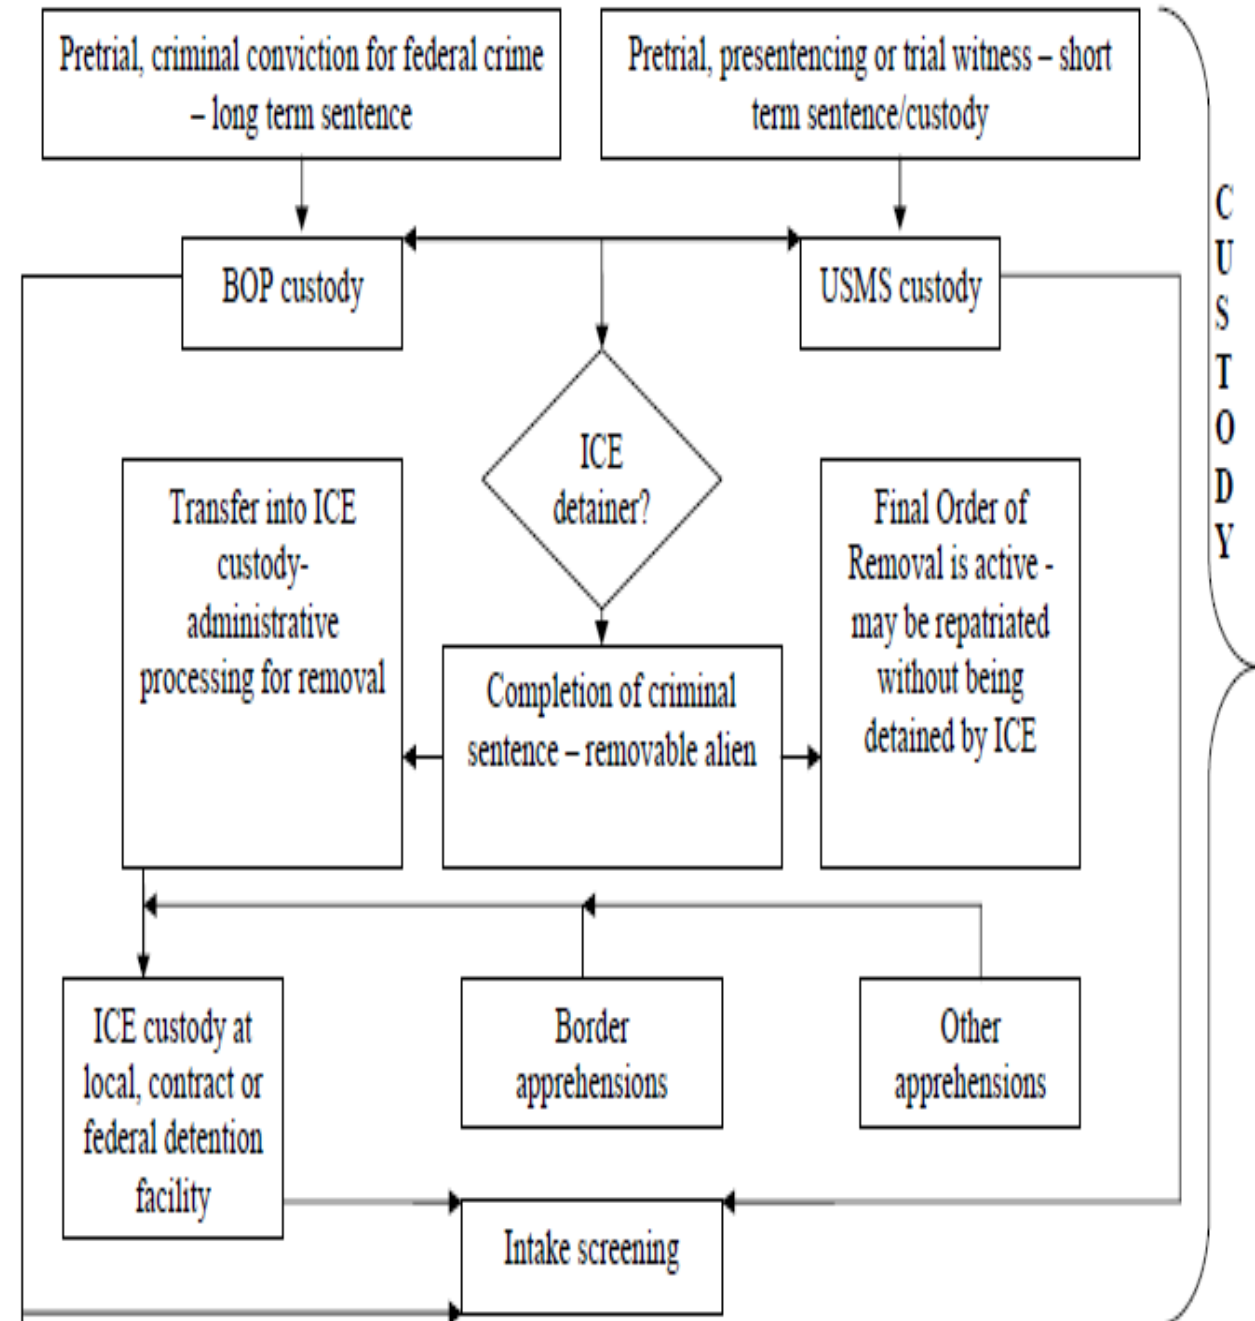 Pretrial, criminal conviction for federal crime
– long term sentence
Pretrial, presentencing or trial witness – short
term sentence/custody
BOP custody
USMS custody
ICE
detainer?
Transfer into ICE
custody-
administrative
processing for removal
Completion of criminal
sentence – removable alien
Final Order of
Removal is active -
may be repatriated
without being
detained by ICE
ICE custody at
local, contract or
federal detention
facility
Border
apprehensions
Other
apprehensions
Intake screening
C
U
S
T
O
D
Y